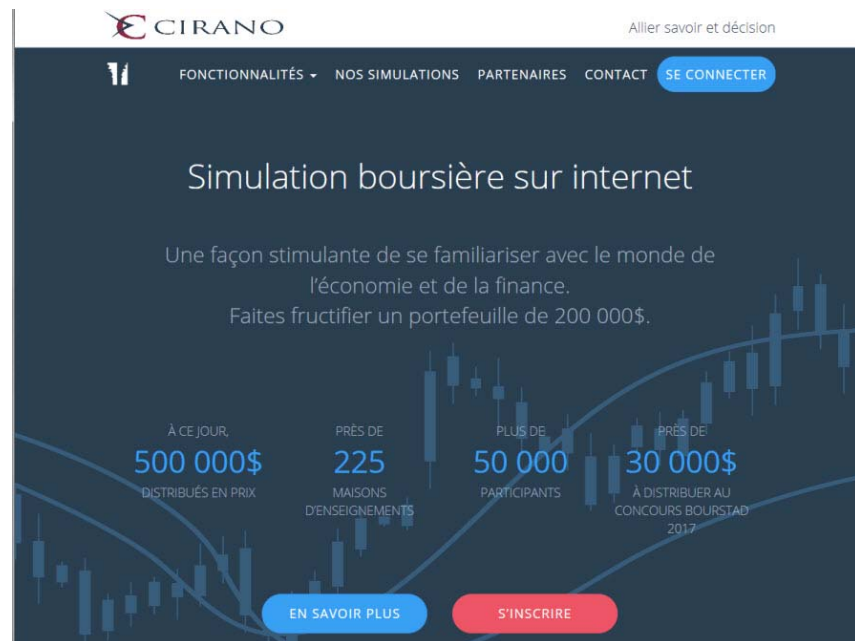 CIRANO
Allier savoir et décision
FONCTIONNALITÉS NOS SIMULATIONS PARTENAIRES CONTACT SE CONNECTER
Simulation boursière sur internet
Une façon stimulante de se familiariser avec le monde de
l'économie et de la finance.
Faites fructifier un portefeuille de 200 000$.
À CE JOUR,
500 000$
DISTRIBUÉS EN PRIX
PRÈS DE
225
MAISONS
D'ENSEIGNEMENTS
PLUS DE
50 000
PARTICIPANTS
PRÈS DE
30 000$
À DISTRIBUER AU
CONCOURS BOURSTAD
2017
EN SAVOIR PLUS
S'INSCRIRE